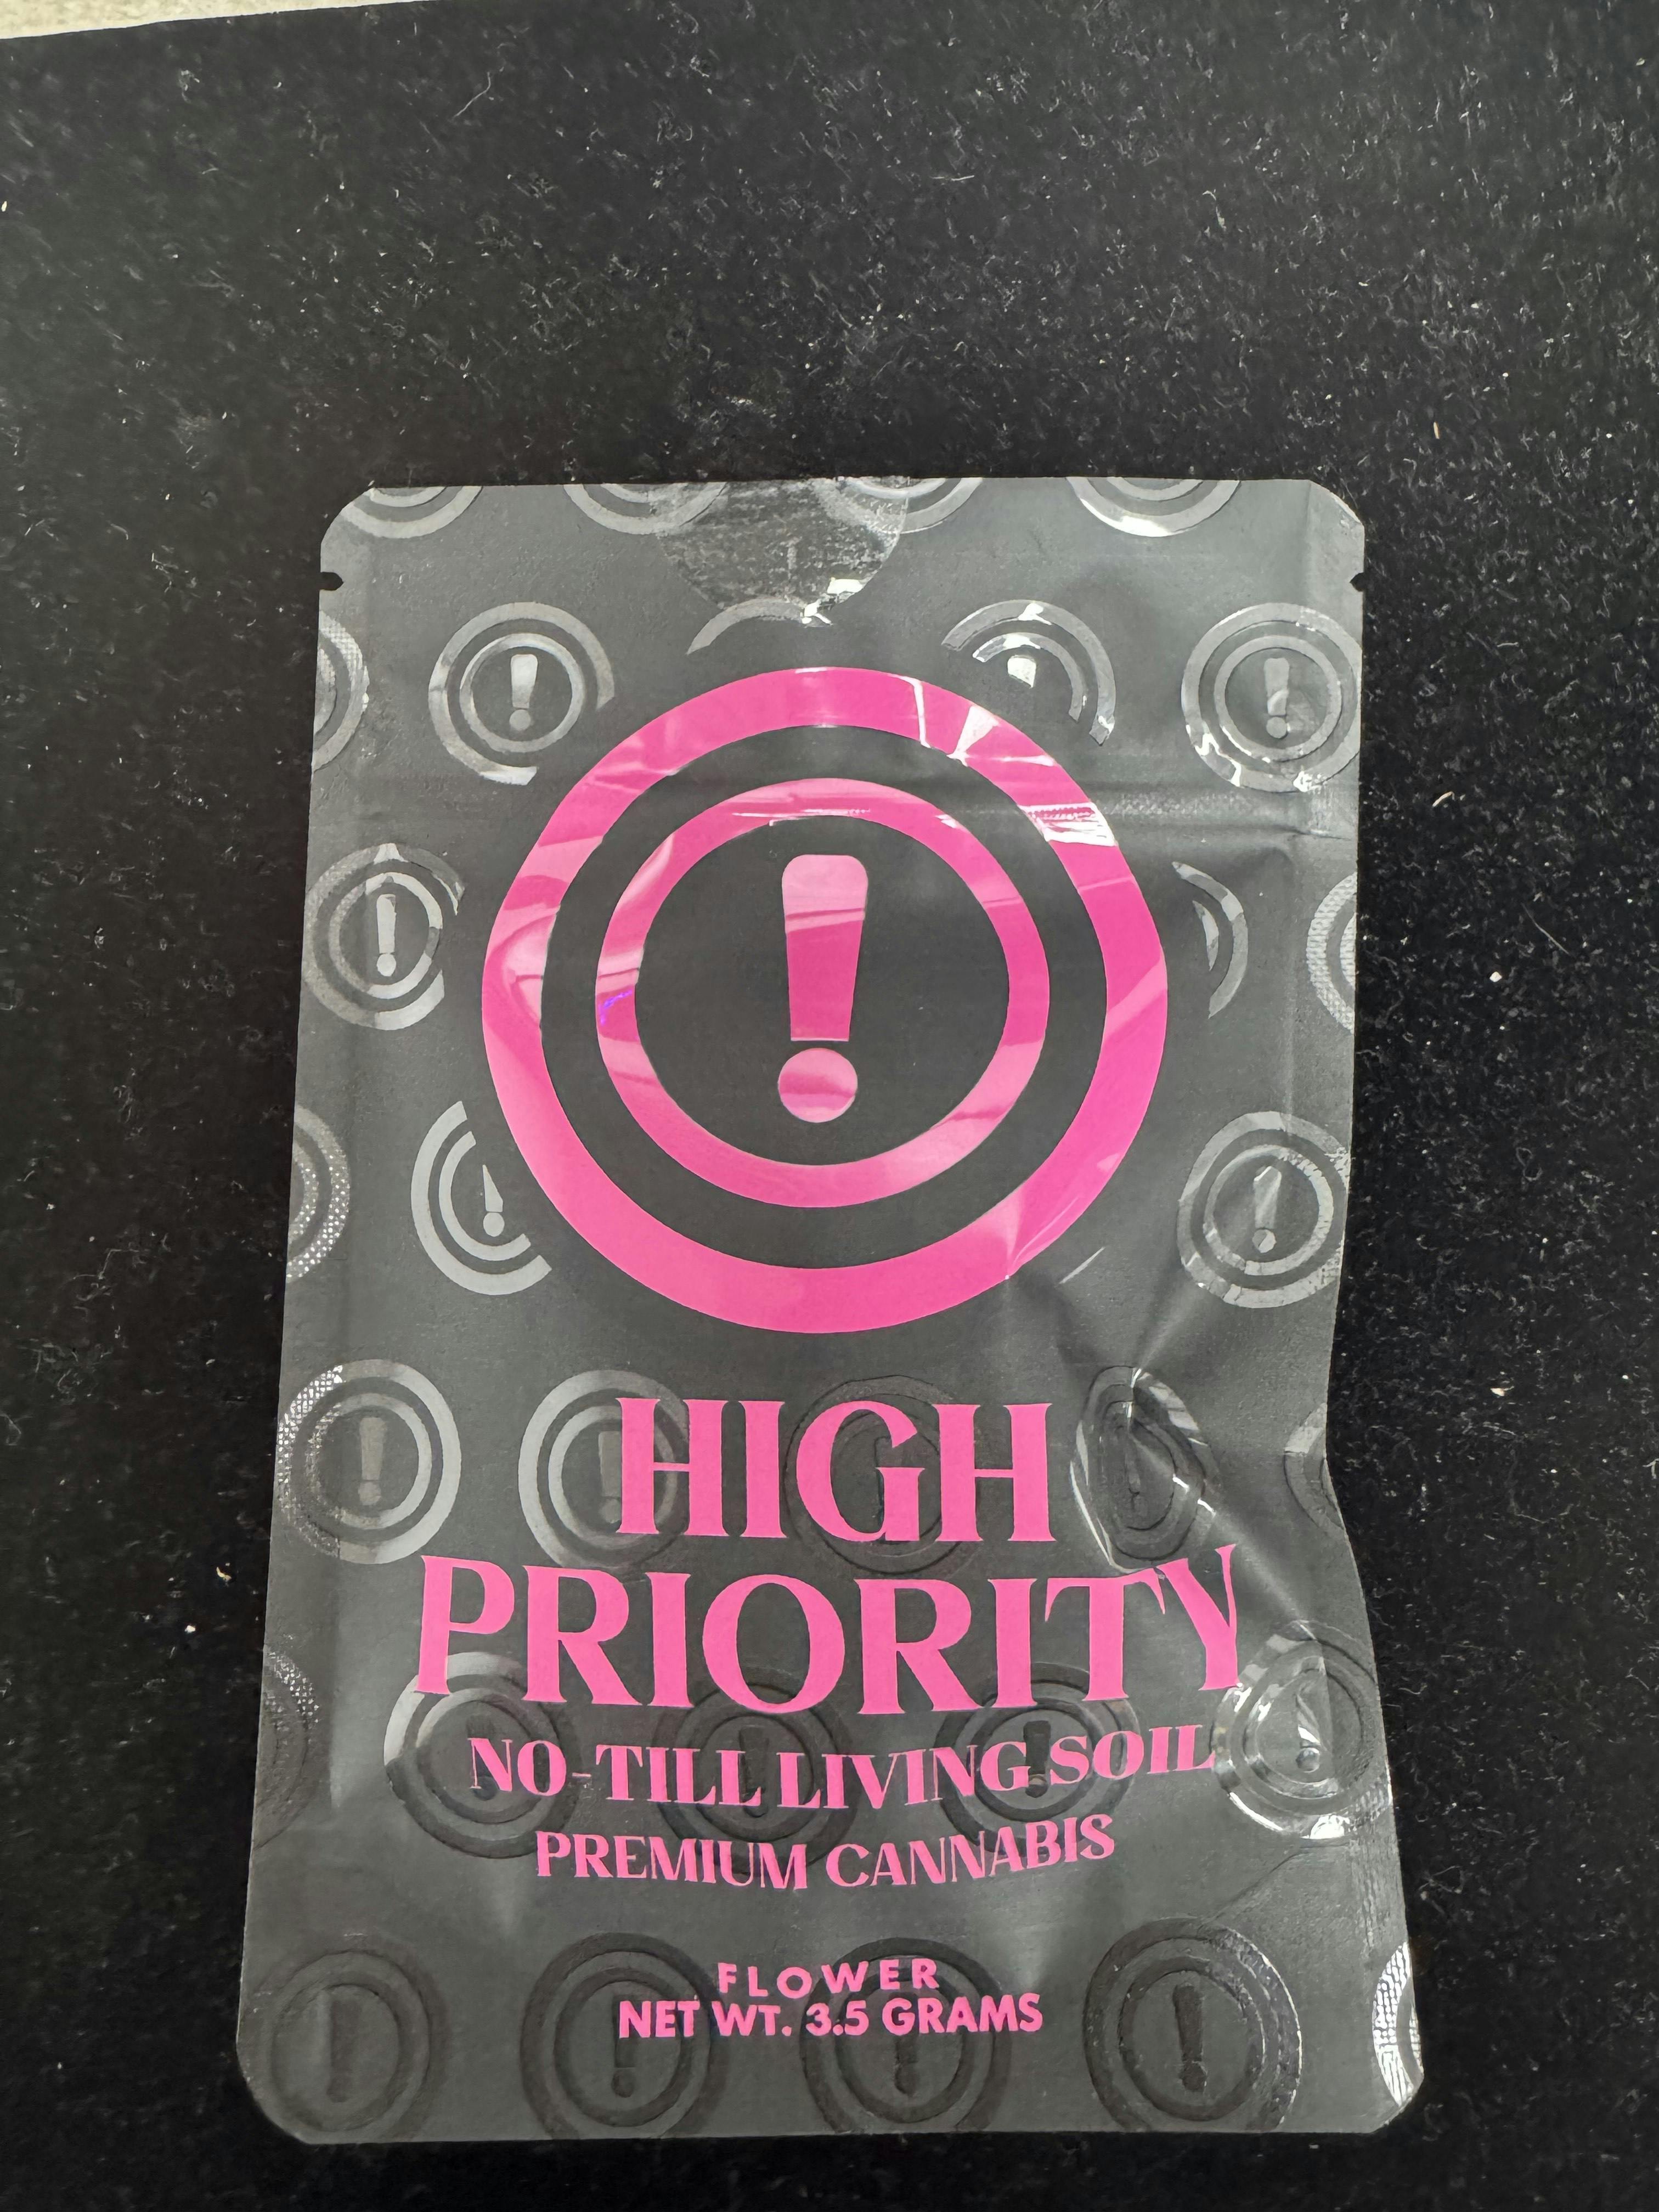 !
HIGH
PRIORITY
NO-TILL LIVING SOIL
PREMIUM CANNABIS
FLOWER
NET WT. 3.5 GRAMS